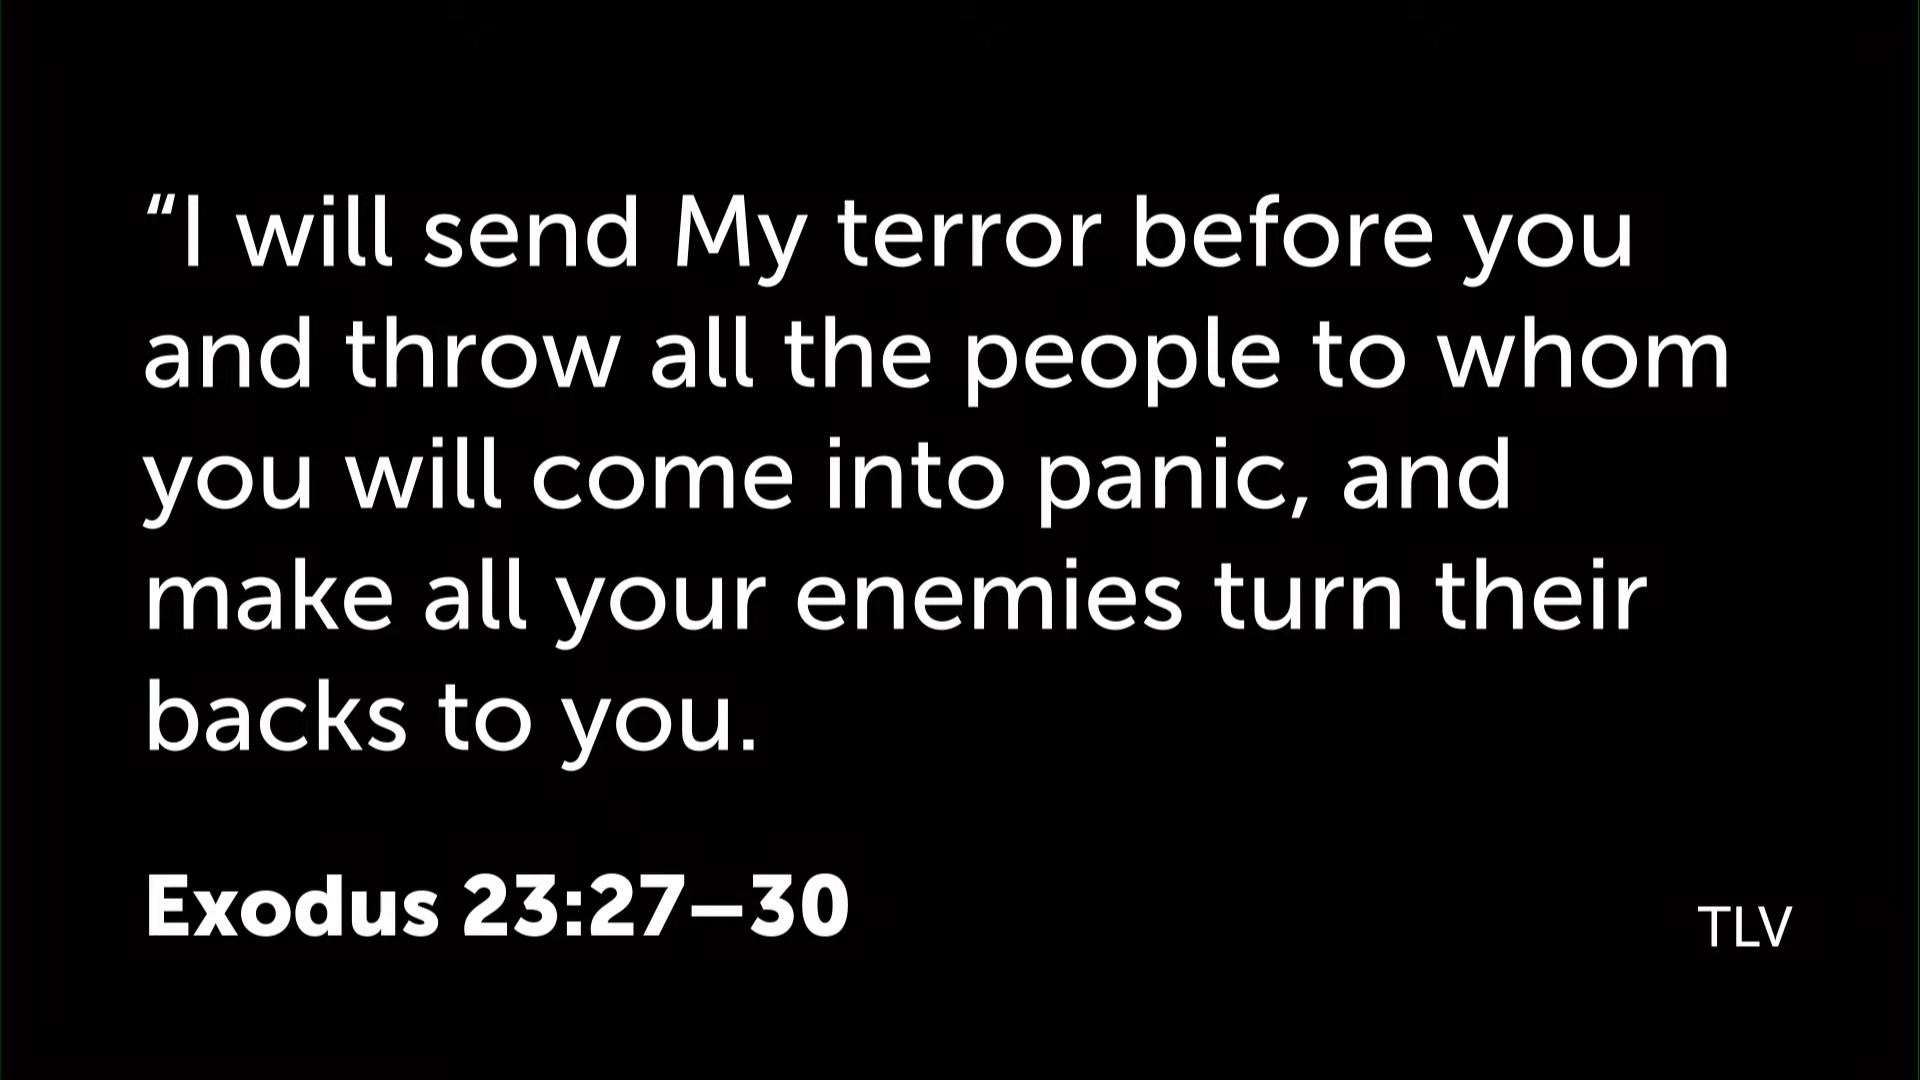 “I will send My terror before you
and throw all the people to whom
you will come into panic, and
make all your enemies turn their
backs to you.
Exodus 23:27–30
TLV